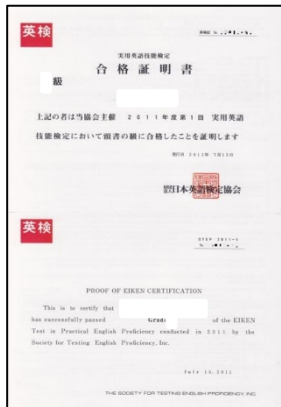 英検
実用英語技能検定
合格証明書
級
上記の者は当協会主催 2011年度第1回 実用英語
技能検定において頭書の級に合格したことを証明します
日本英語検定協会
英検
PROOF OF EIKEN CERTIFICATION
This is to certify that
has successfully passed Grade of the EIKEN
Test in Practical English Proficiency conducted in 2011 by the
Society for Testing English Proficiency, Inc.
July 15, 2011
THE SOCIETY FOR TESTING ENGLISH PROFICIENCY, INC.